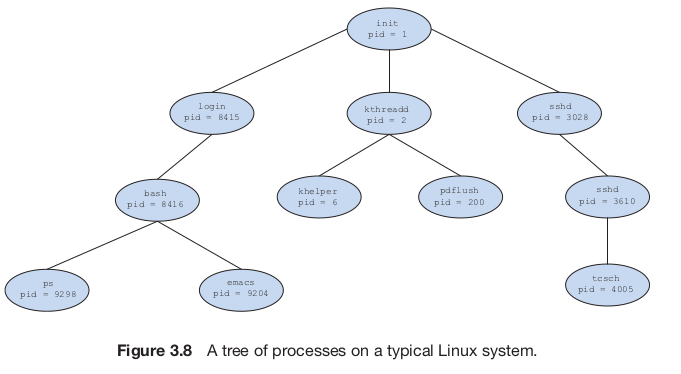 init
pid = 1
login
pid = 8415
kthreadd
pid = 2
sshd
pid = 3028
bash
pid = 8416
khelper
pid = 6
pdflush
pid = 200
sshd
pid = 3610
ps
pid = 9298
emacs
pid = 9204
tcsch
pid = 4005
Figure 3.8 A tree of processes on a typical Linux system.